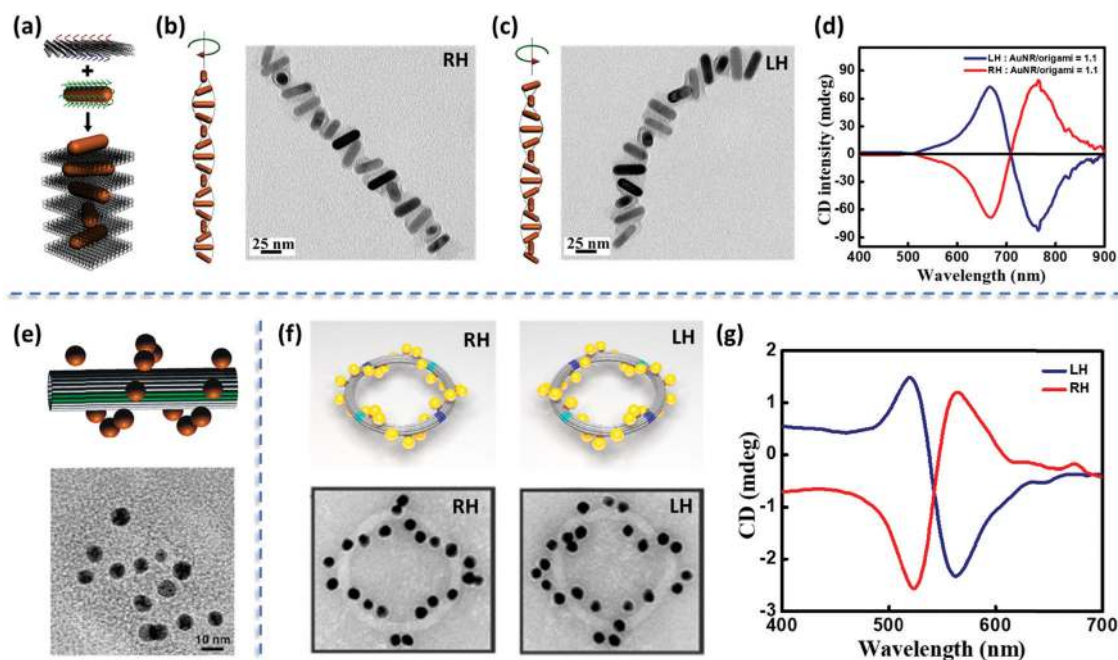 (a)
+
(b)
RH
25 nm
(c)
LH
25 nm
(d)
LH : AuNR/origami = 1.1
RH : AuNR/origami = 1.1
CD intensity (mdeg)
90
60
30
0
-30
-60
-90
400 500 600 700 800 900
Wavelength (nm)
(e)
10 nm
(f)
RH
LH
RH
LH
(g)
LH
RH
CD (mdeg)
2
1
0
-1
-2
-3
400 500 600 700
Wavelength (nm)